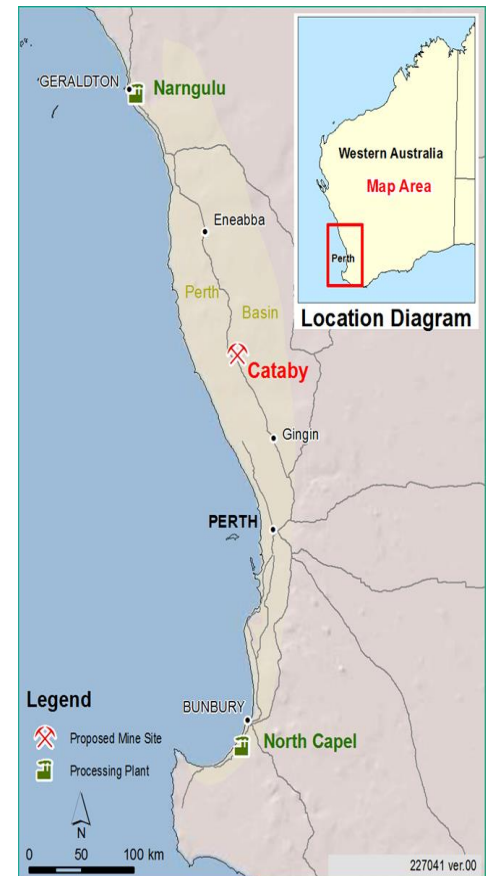 GERALDTON
Narngulu
Western Australia
Map Area
Perth
Location Diagram
Eneabba
Perth
Basin
Cataby
Gingin
PERTH
BUNBURY
North Capel
Legend
Proposed Mine Site
Processing Plant
N
0 50 100 km
227041 ver.00